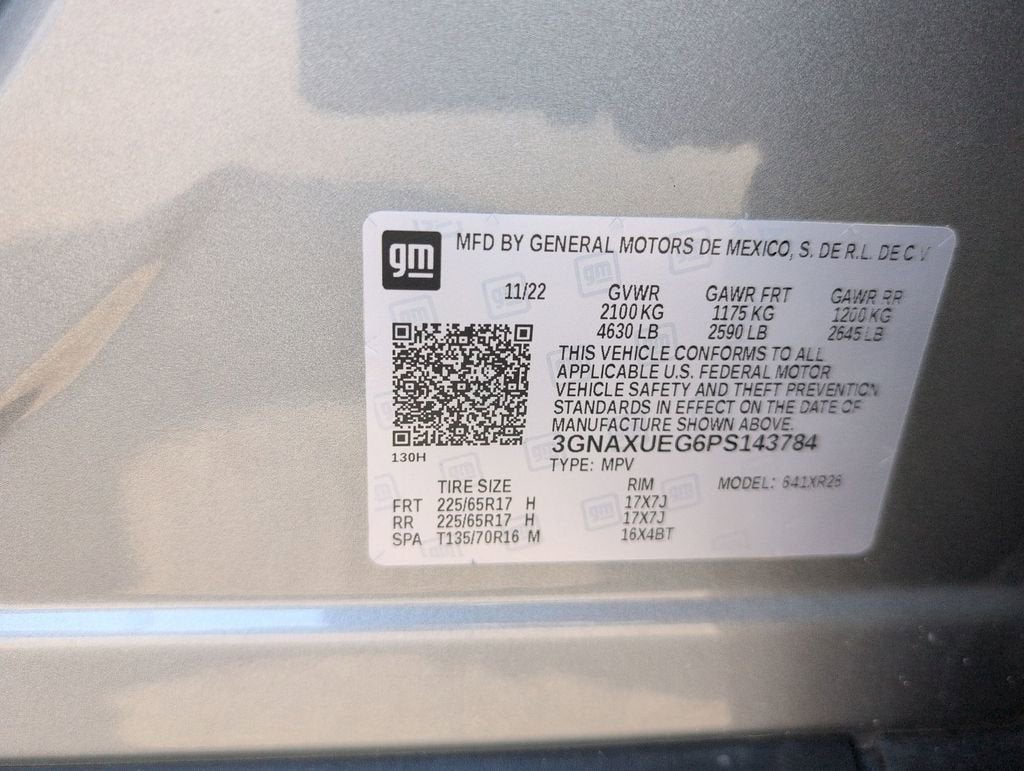 gm MFD BY GENERAL MOTORS DE MEXICO, S. DE R.L. DE C V
11/22 GVWR GAWR FRT GAWR RR
2100 KG 1175 KG 1200 KG
4630 LB 2590 LB 2645 LB
THIS VEHICLE CONFORMS TO ALL
APPLICABLE U.S. FEDERAL MOTOR
VEHICLE SAFETY AND THEFT PREVENTION
STANDARDS IN EFFECT ON THE DATE OF
MANUFACTURE SHOWN ABOVE.
3GNAXUEG6PS143784
130H
TYPE: MPV
TIRE SIZE RIM MODEL: 641XR26
FRT 225/65R17 H 17X7J
RR 225/65R17 H 17X7J
SPA T135/70R16 M 16X4BT